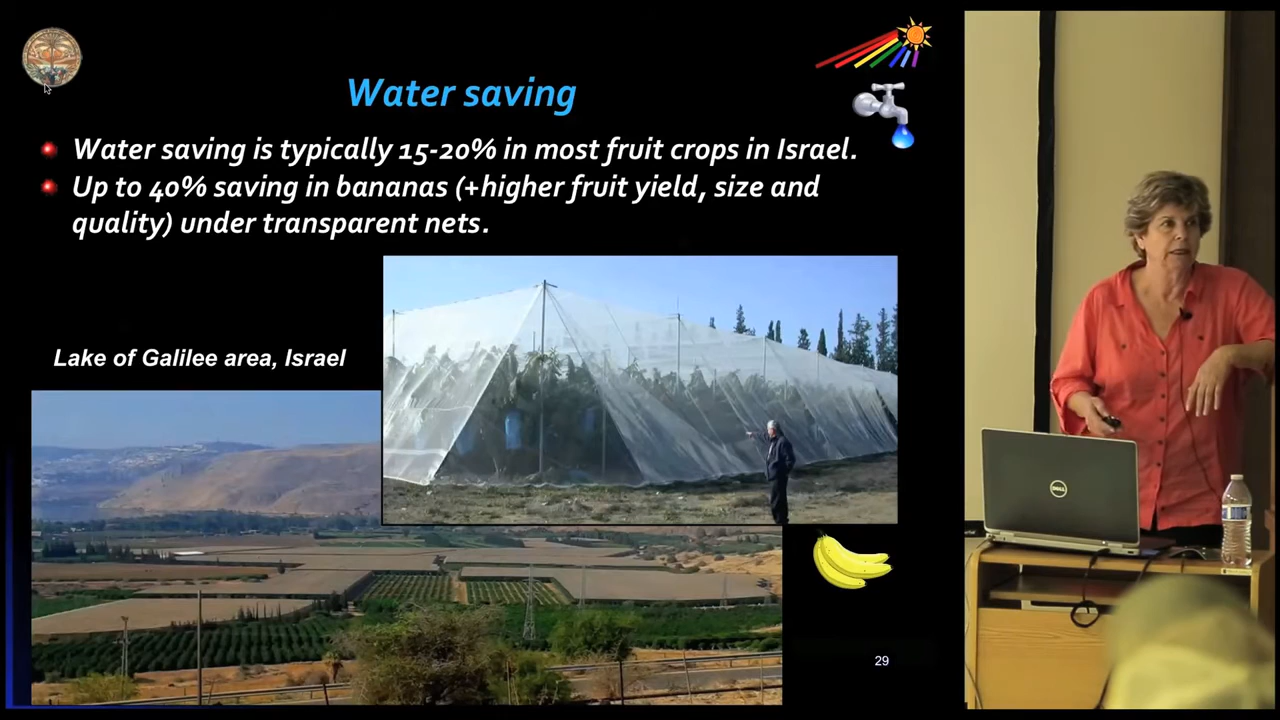 Water saving
Water saving is typically 15-20% in most fruit crops in Israel.
Up to 40% saving in bananas (+higher fruit yield, size and
quality) under transparent nets.
Lake of Galilee area, Israel
DELL
29